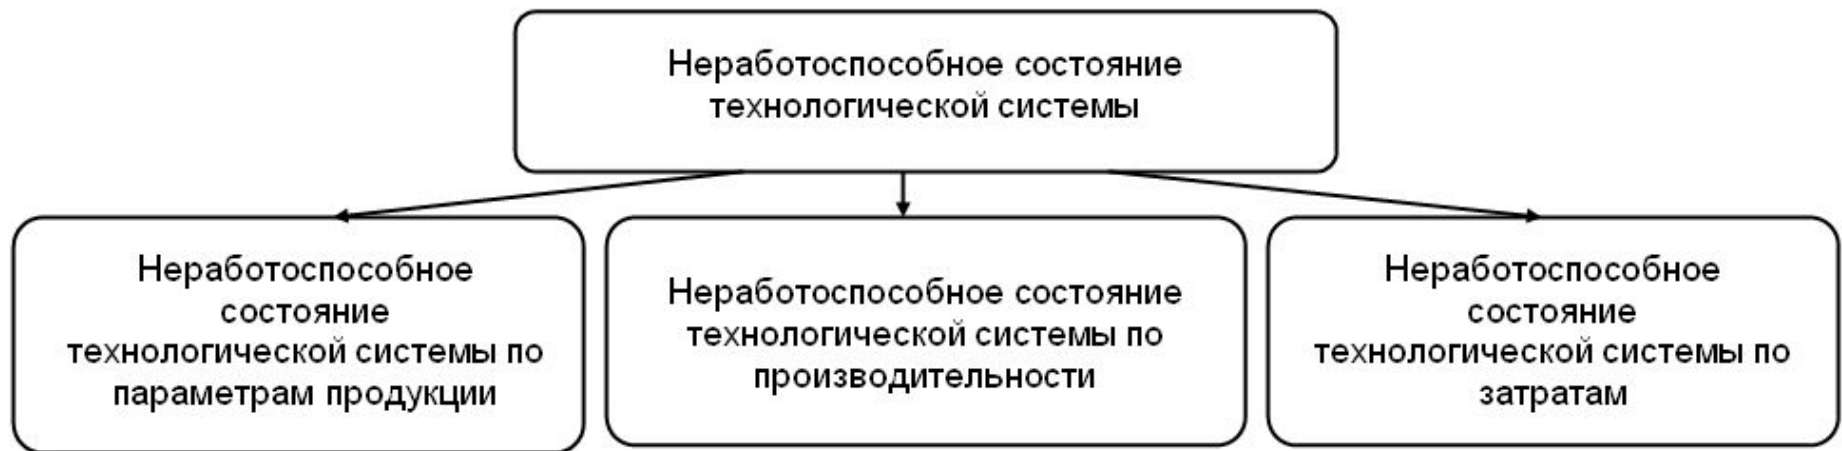 Неработоспособное состояние
технологической системы
Неработоспособное
состояние
технологической системы по
параметрам продукции
Неработоспособное состояние
технологической системы по
производительности
Неработоспособное
состояние
технологической системы по
затратам